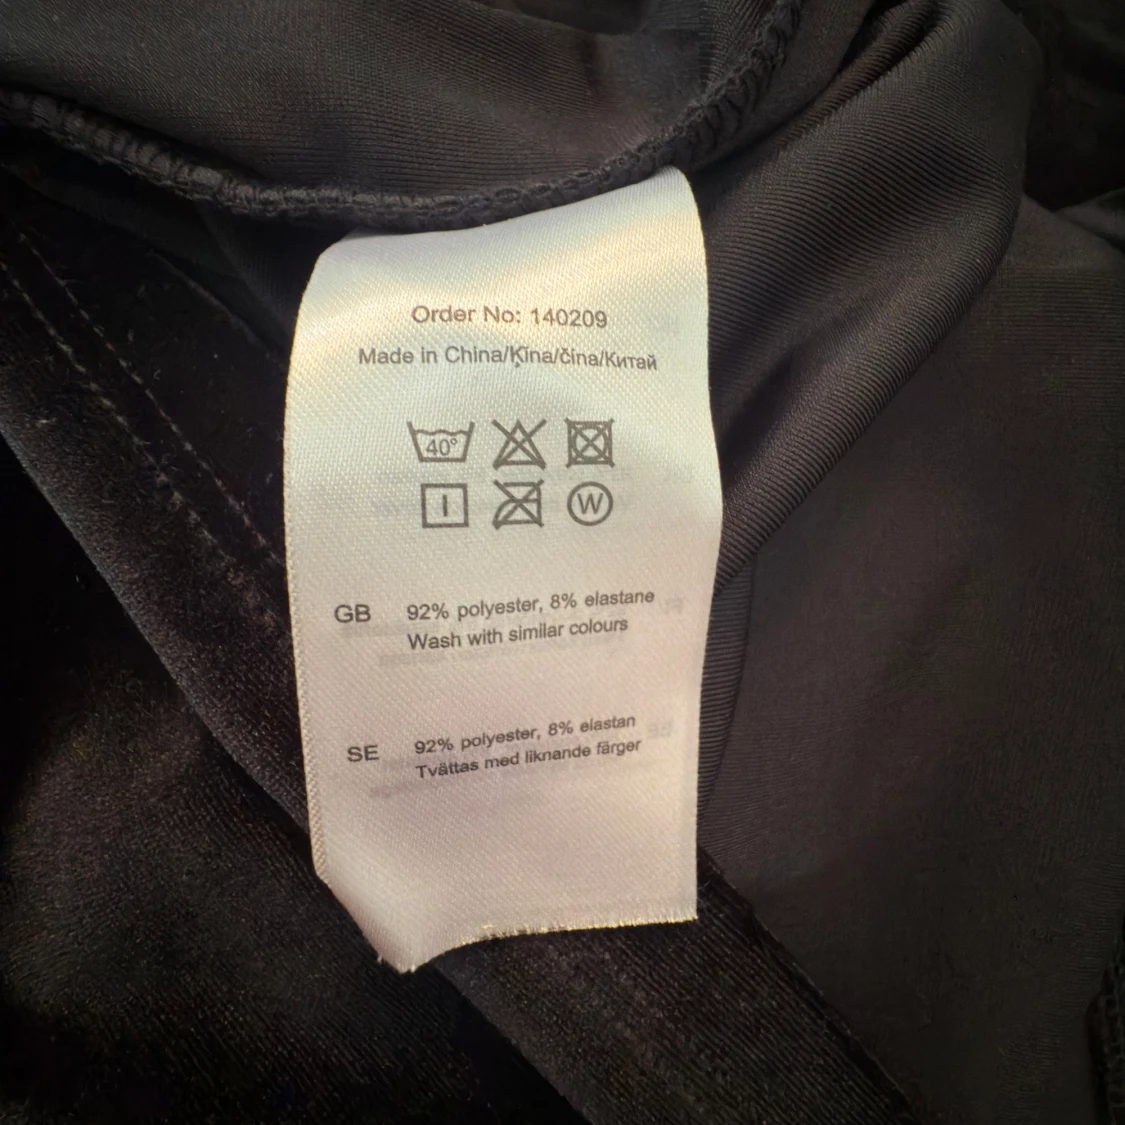 Order No: 140209
Made in China/Ķīna/čína/Китай
40°
W
GB
92% polyester, 8% elastane
Wash with similar colours
SE
92% polyester, 8% elastan
Tvättas med liknande färger